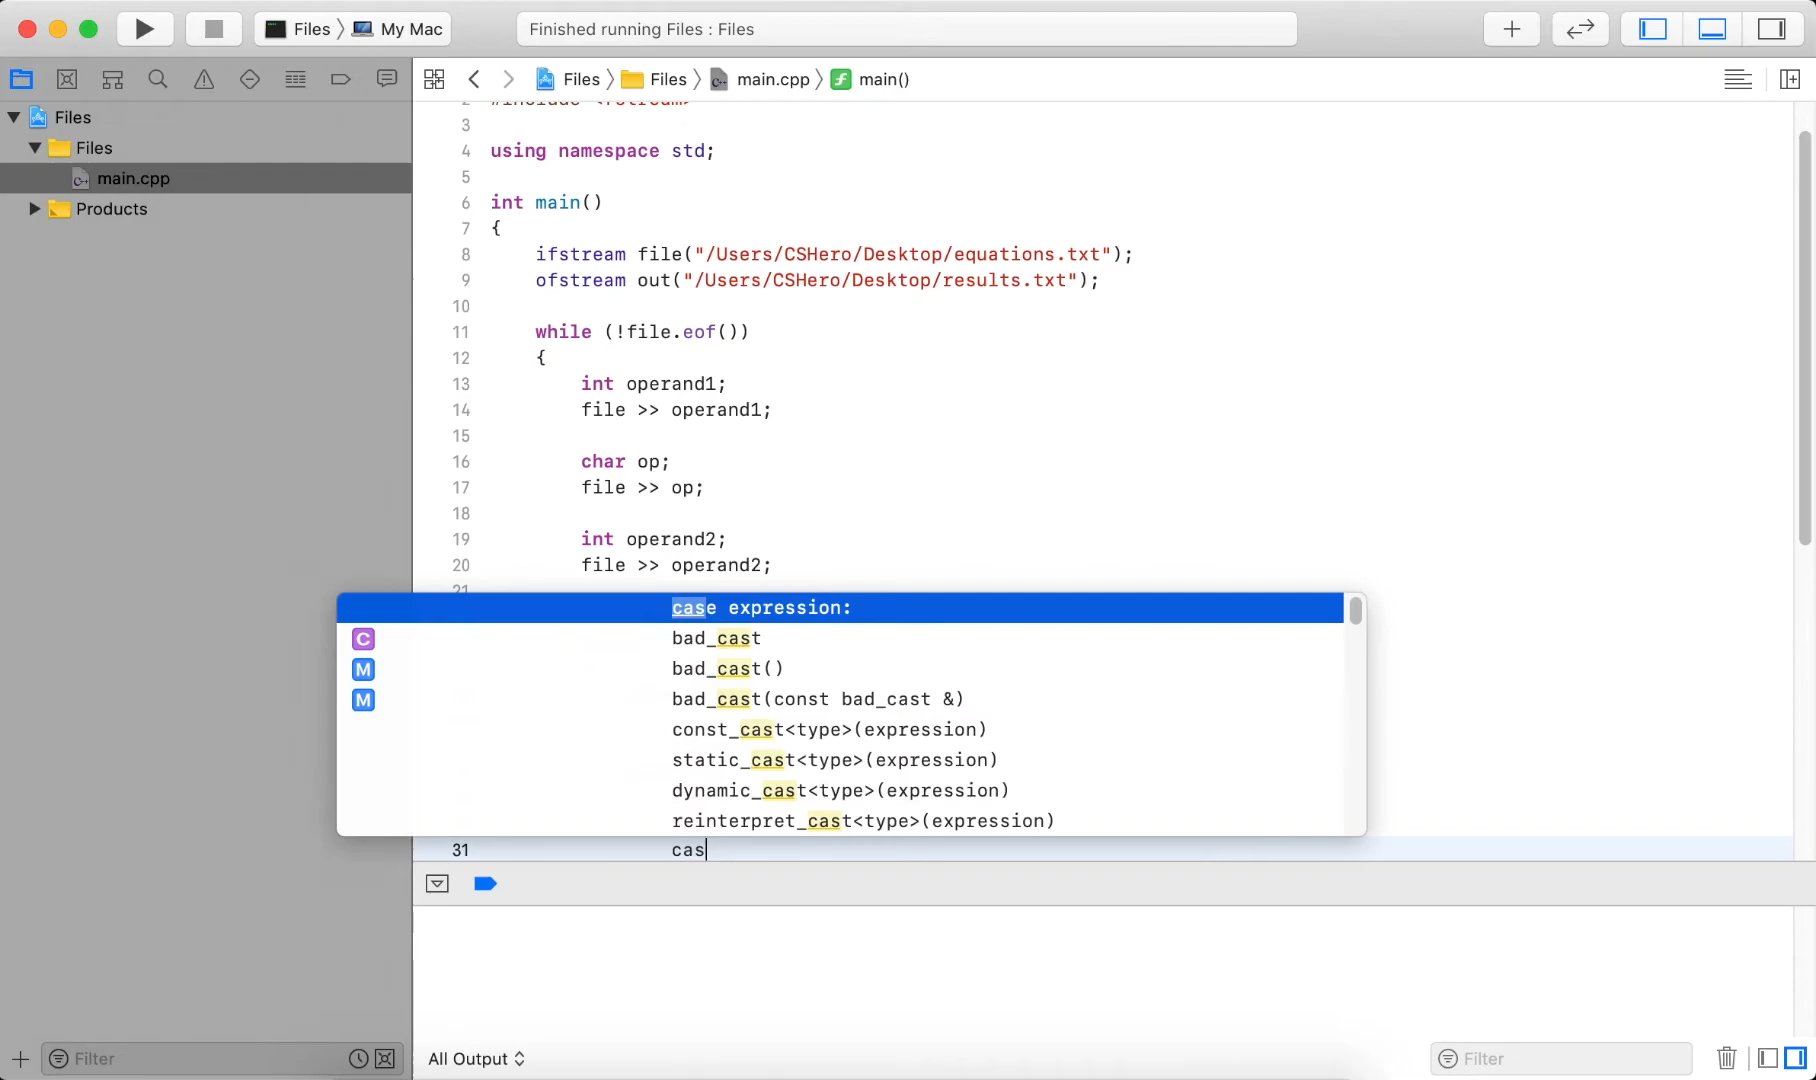 Files 〉 My Mac
Finished running Files : Files
Files 〉 Files 〉 main.cpp 〉 main()
Files
Files
main.cpp
Products
2 #include <fstream>
3
4 using namespace std;
5
6 int main()
7 {
8 ifstream file("/Users/CSHero/Desktop/equations.txt");
9 ofstream out("/Users/CSHero/Desktop/results.txt");
10
11 while (!file.eof())
12 {
13 int operand1;
14 file >> operand1;
15
16 char op;
17 file >> op;
18
19 int operand2;
20 file >> operand2;
21
case expression:
C bad_cast
M bad_cast()
M bad_cast(const bad_cast &)
const_cast<type>(expression)
static_cast<type>(expression)
dynamic_cast<type>(expression)
reinterpret_cast<type>(expression)
31 cas
Filter
All Output
Filter